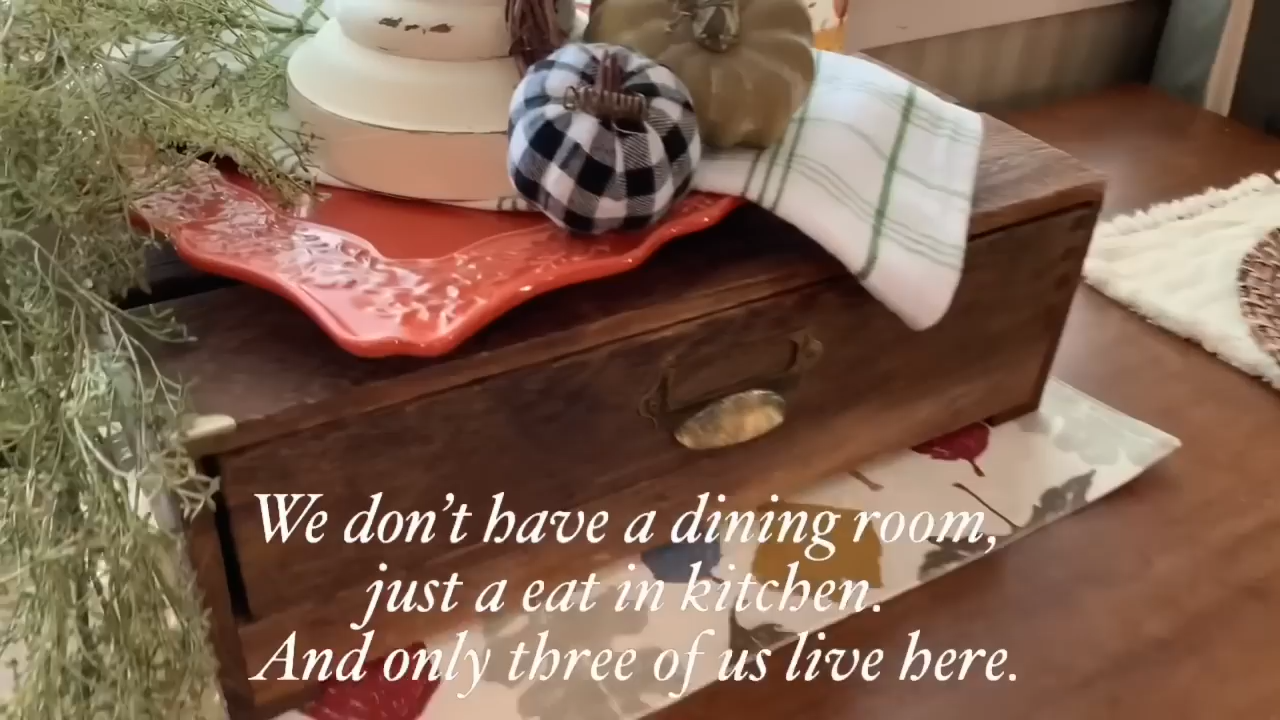 We don't have a dining room,
just a eat in kitchen.
And only three of us live here.